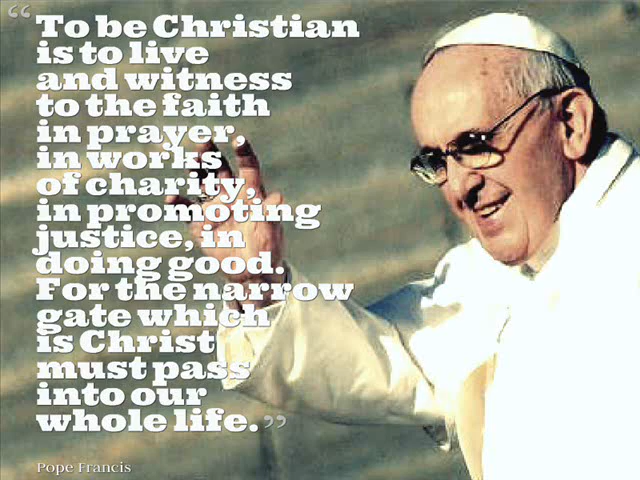 “To be Christian
is to live
and witness
to the faith
in prayer,
in works
of charity,
in promoting
justice, in
doing good.
For the narrow
gate which
is Christ
must pass
into our
whole life.”
Pope Francis